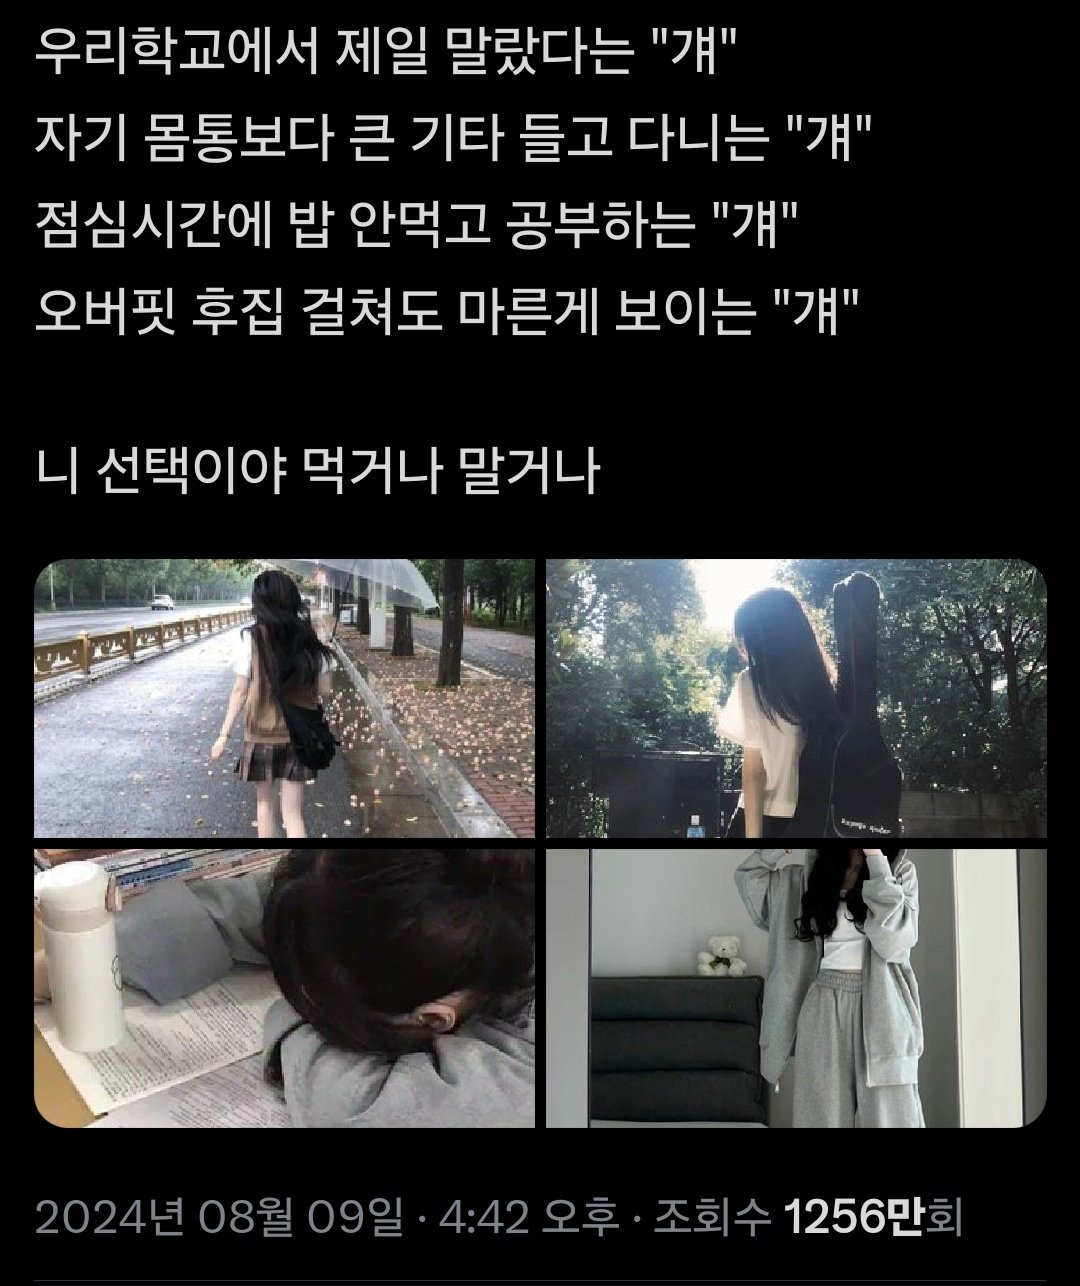 우리학교에서 제일 말랐다는 "걔"
자기 몸통보다 큰 기타 들고 다니는 "걔"
점심시간에 밥 안먹고 공부하는 "걔"
오버핏 후집 걸쳐도 마른게 보이는 "걔"
니 선택이야 먹거나 말거나
2024년 08월 09일 · 4:42 오후 · 조회수 1256만회